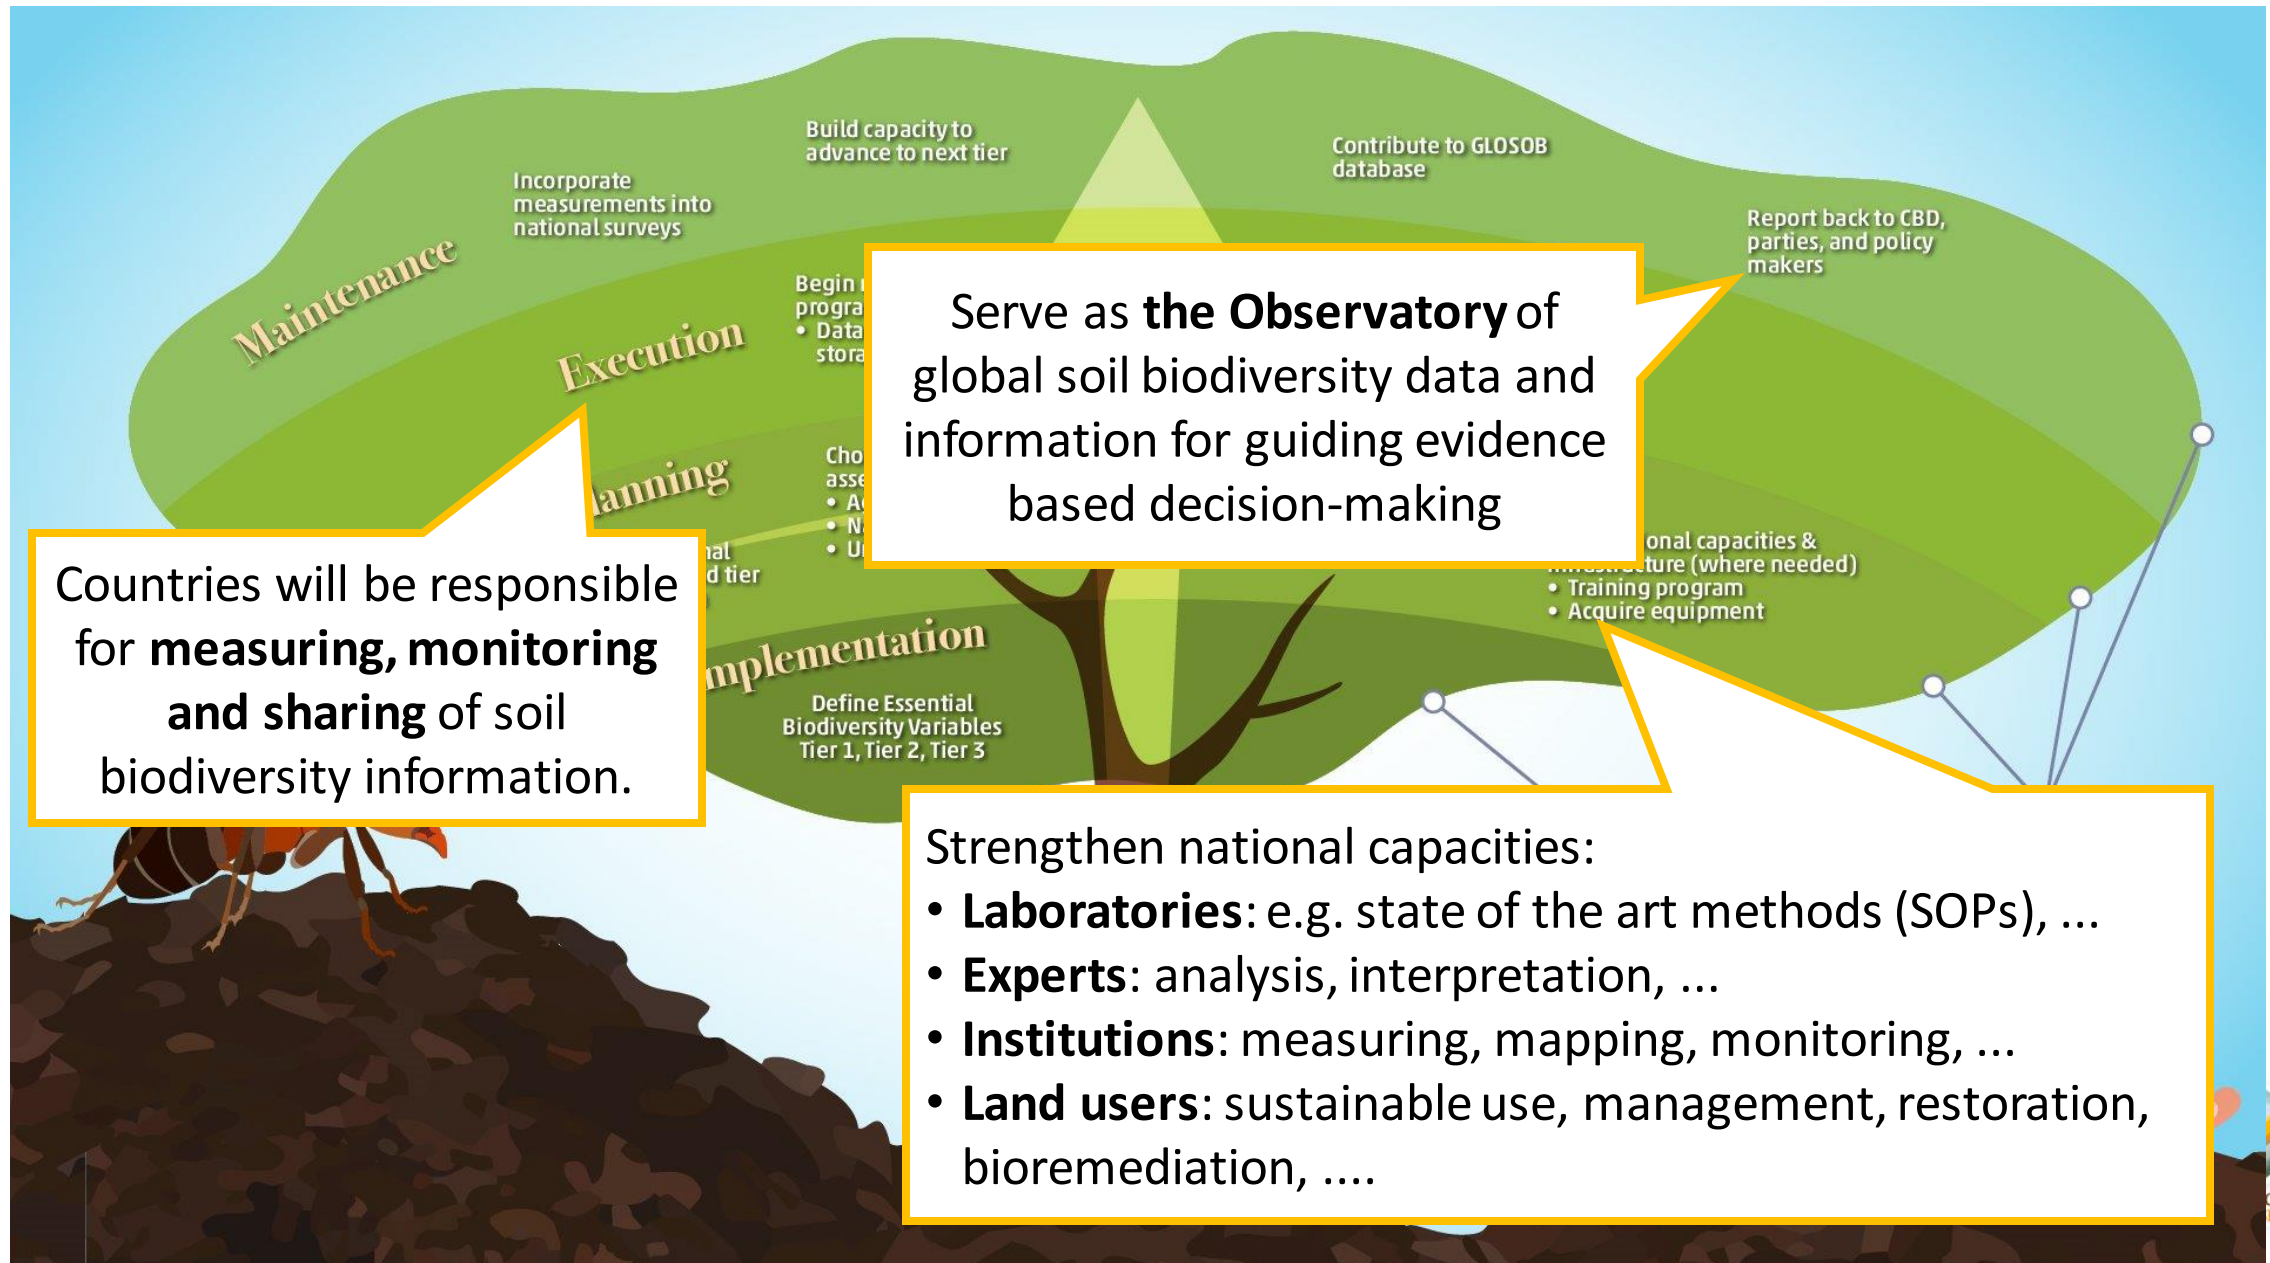 Build capacity to
advance to next tier
Contribute to GLOSOB
database
Incorporate
measurements into
national surveys
Report back to CBD,
parties, and policy
makers
Maintenance
Execution
Begin
• Data
Serve as the Observatory of
global soil biodiversity data and
information for guiding evidence
based decision-making
Countries will be responsible
for measuring, monitoring
and sharing of soil
biodiversity information.
tier
capacities &
(where needed)
• Training program
• Acquire equipment
Define Essential
Biodiversity Variables
Tier 1, Tier 2, Tier 3
Strengthen national capacities:
• Laboratories: e.g. state of the art methods (SOPs), ...
• Experts: analysis, interpretation, ...
• Institutions: measuring, mapping, monitoring, ...
• Land users: sustainable use, management, restoration,
bioremediation, ....